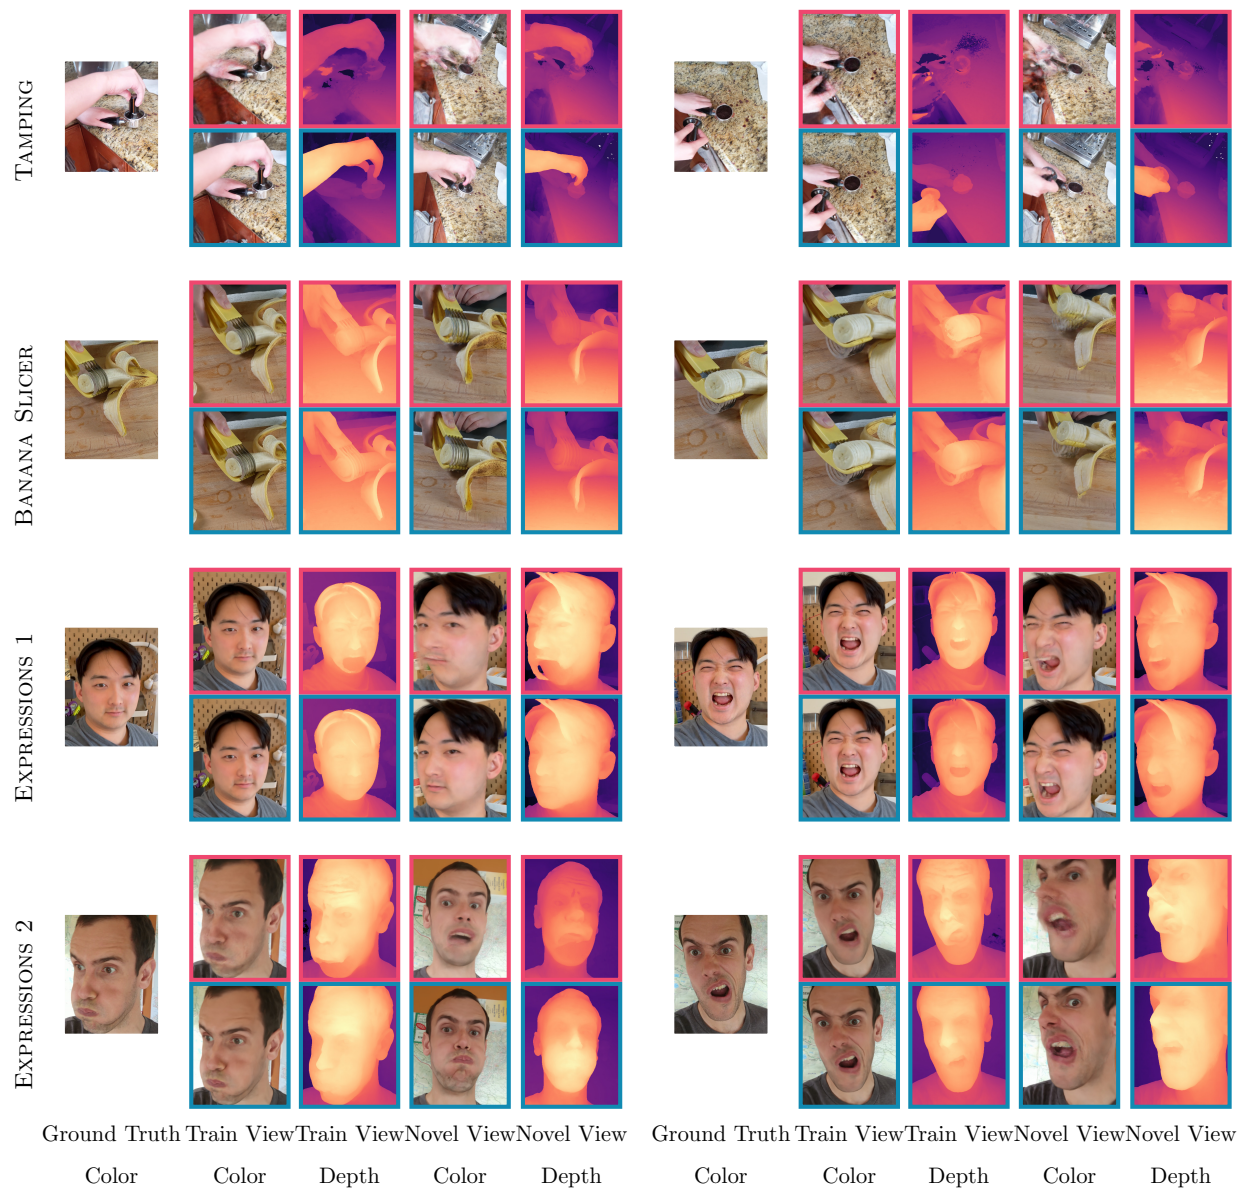 TAMPING
BANANA SLICER
EXPRESSIONS 1
EXPRESSIONS 2
Ground Truth Train View Train View Novel View Novel View Ground Truth Train View Train View Novel View Novel View
Color Color Depth Color Depth Color Color Depth Color Depth